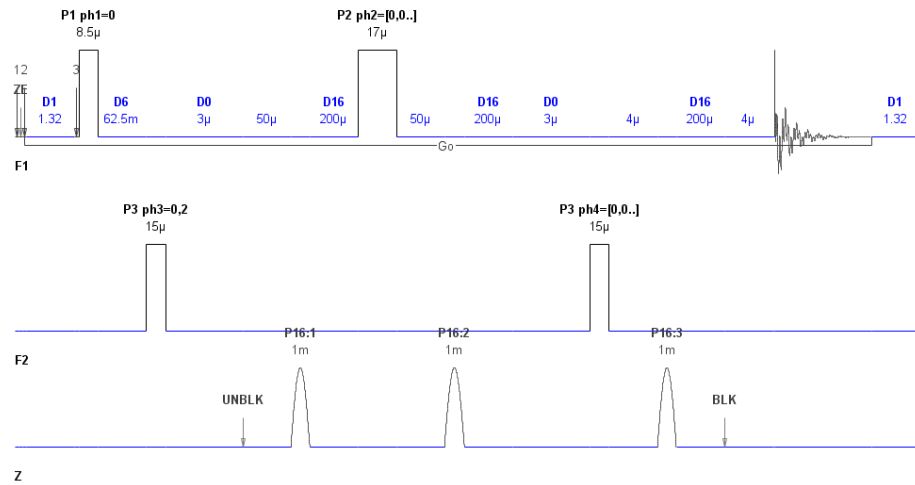 P1 ph1=0
8.5µ
P2 ph2=[0,0..]
17µ
12
ZE
3
D1
1.32
D6
62.5m
D0
3µ
50µ
D16
200µ
50µ
D16
200µ
D0
3µ
4µ
D16
200µ
4µ
D1
1.32
Go
F1
P3 ph3=0,2
15µ
P3 ph4=[0,0..]
15µ
F2
P16:1
1m
P16:2
1m
P16:3
1m
UNBLK
BLK
Z